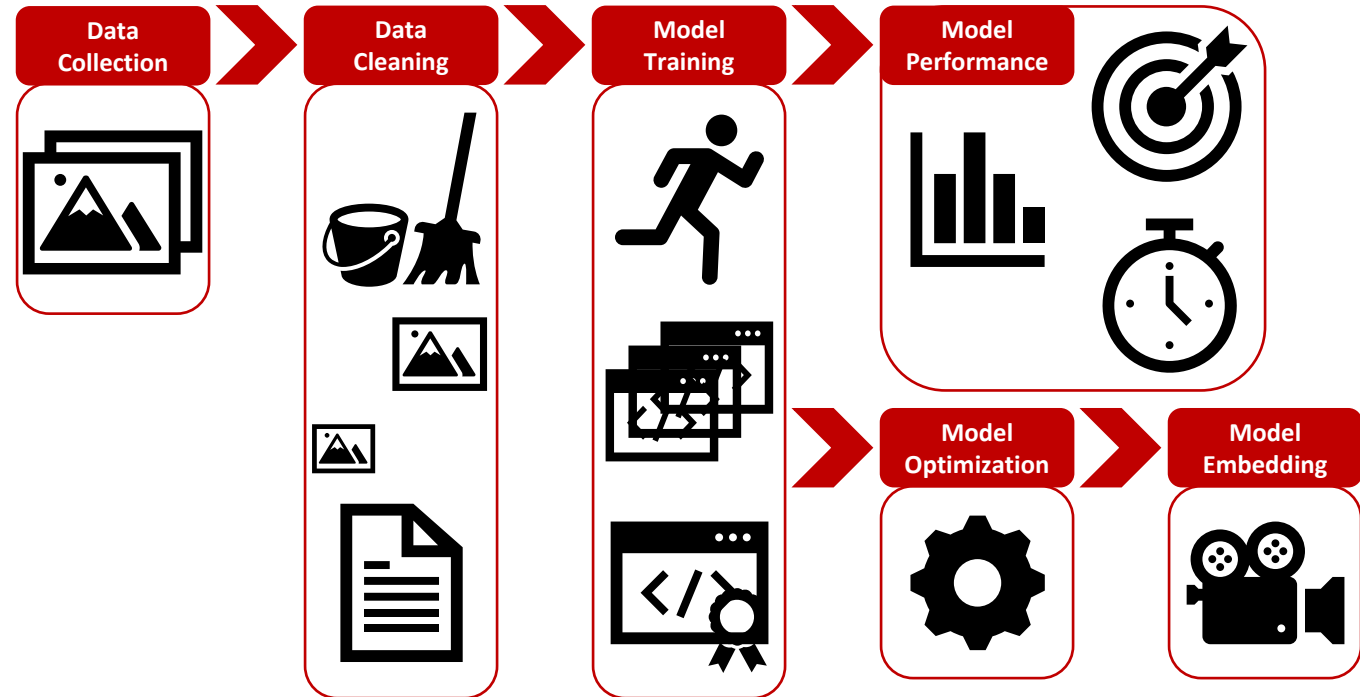 Data
Collection
Data
Cleaning
Model
Training
Model
Performance
Model
Optimization
Model
Embedding